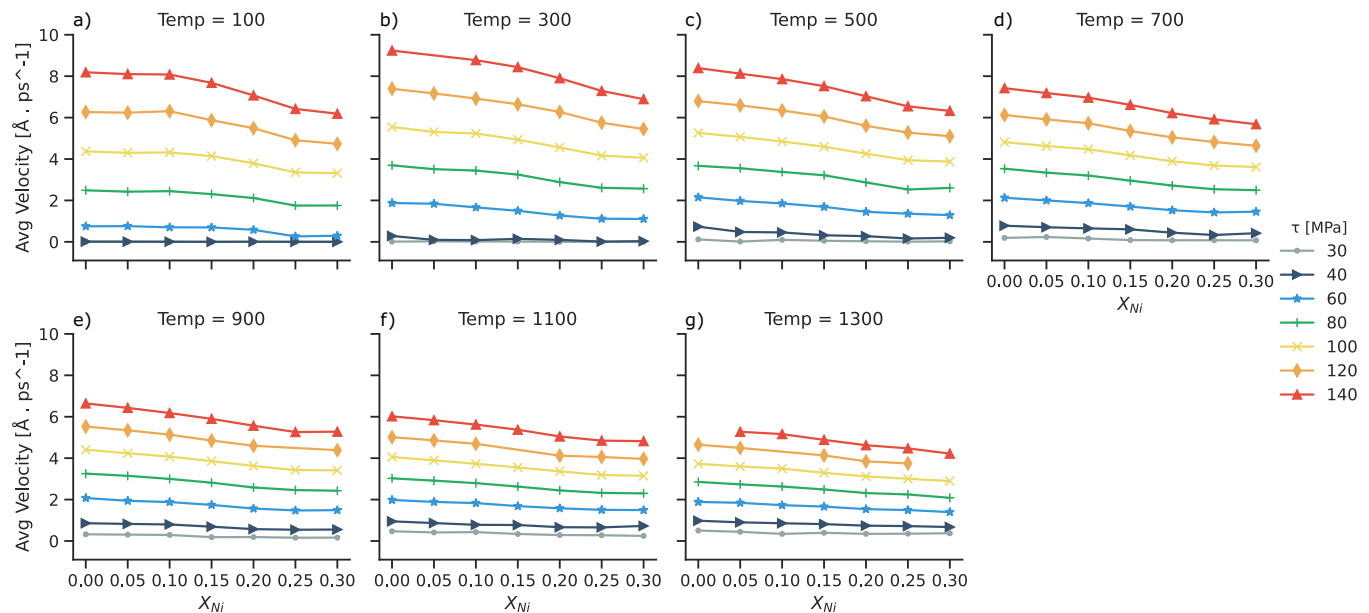 a) Temp = 100
b) Temp = 300
c) Temp = 500
d) Temp = 700
Avg Velocity [Å . ps^-1]
10
8
6
4
2
0
0.00 0.05 0.10 0.15 0.20 0.25 0.30
X_Ni
τ [MPa]
30
40
60
80
100
120
140
e) Temp = 900
f) Temp = 1100
g) Temp = 1300
Avg Velocity [Å . ps^-1]
10
8
6
4
2
0
0.00 0.05 0.10 0.15 0.20 0.25 0.30
X_Ni
0.00 0.05 0.10 0.15 0.20 0.25 0.30
X_Ni
0.00 0.05 0.10 0.15 0.20 0.25 0.30
X_Ni